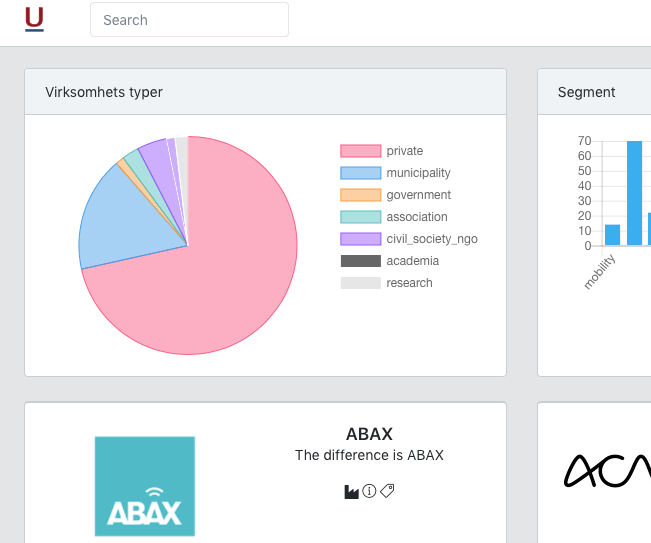 U
Search
Virksomhets typer
private
municipality
government
association
civil_society_ngo
academia
research
Segment
70
60
50
40
30
20
10
0
mobility
ABAX
ABAX
The difference is ABAX